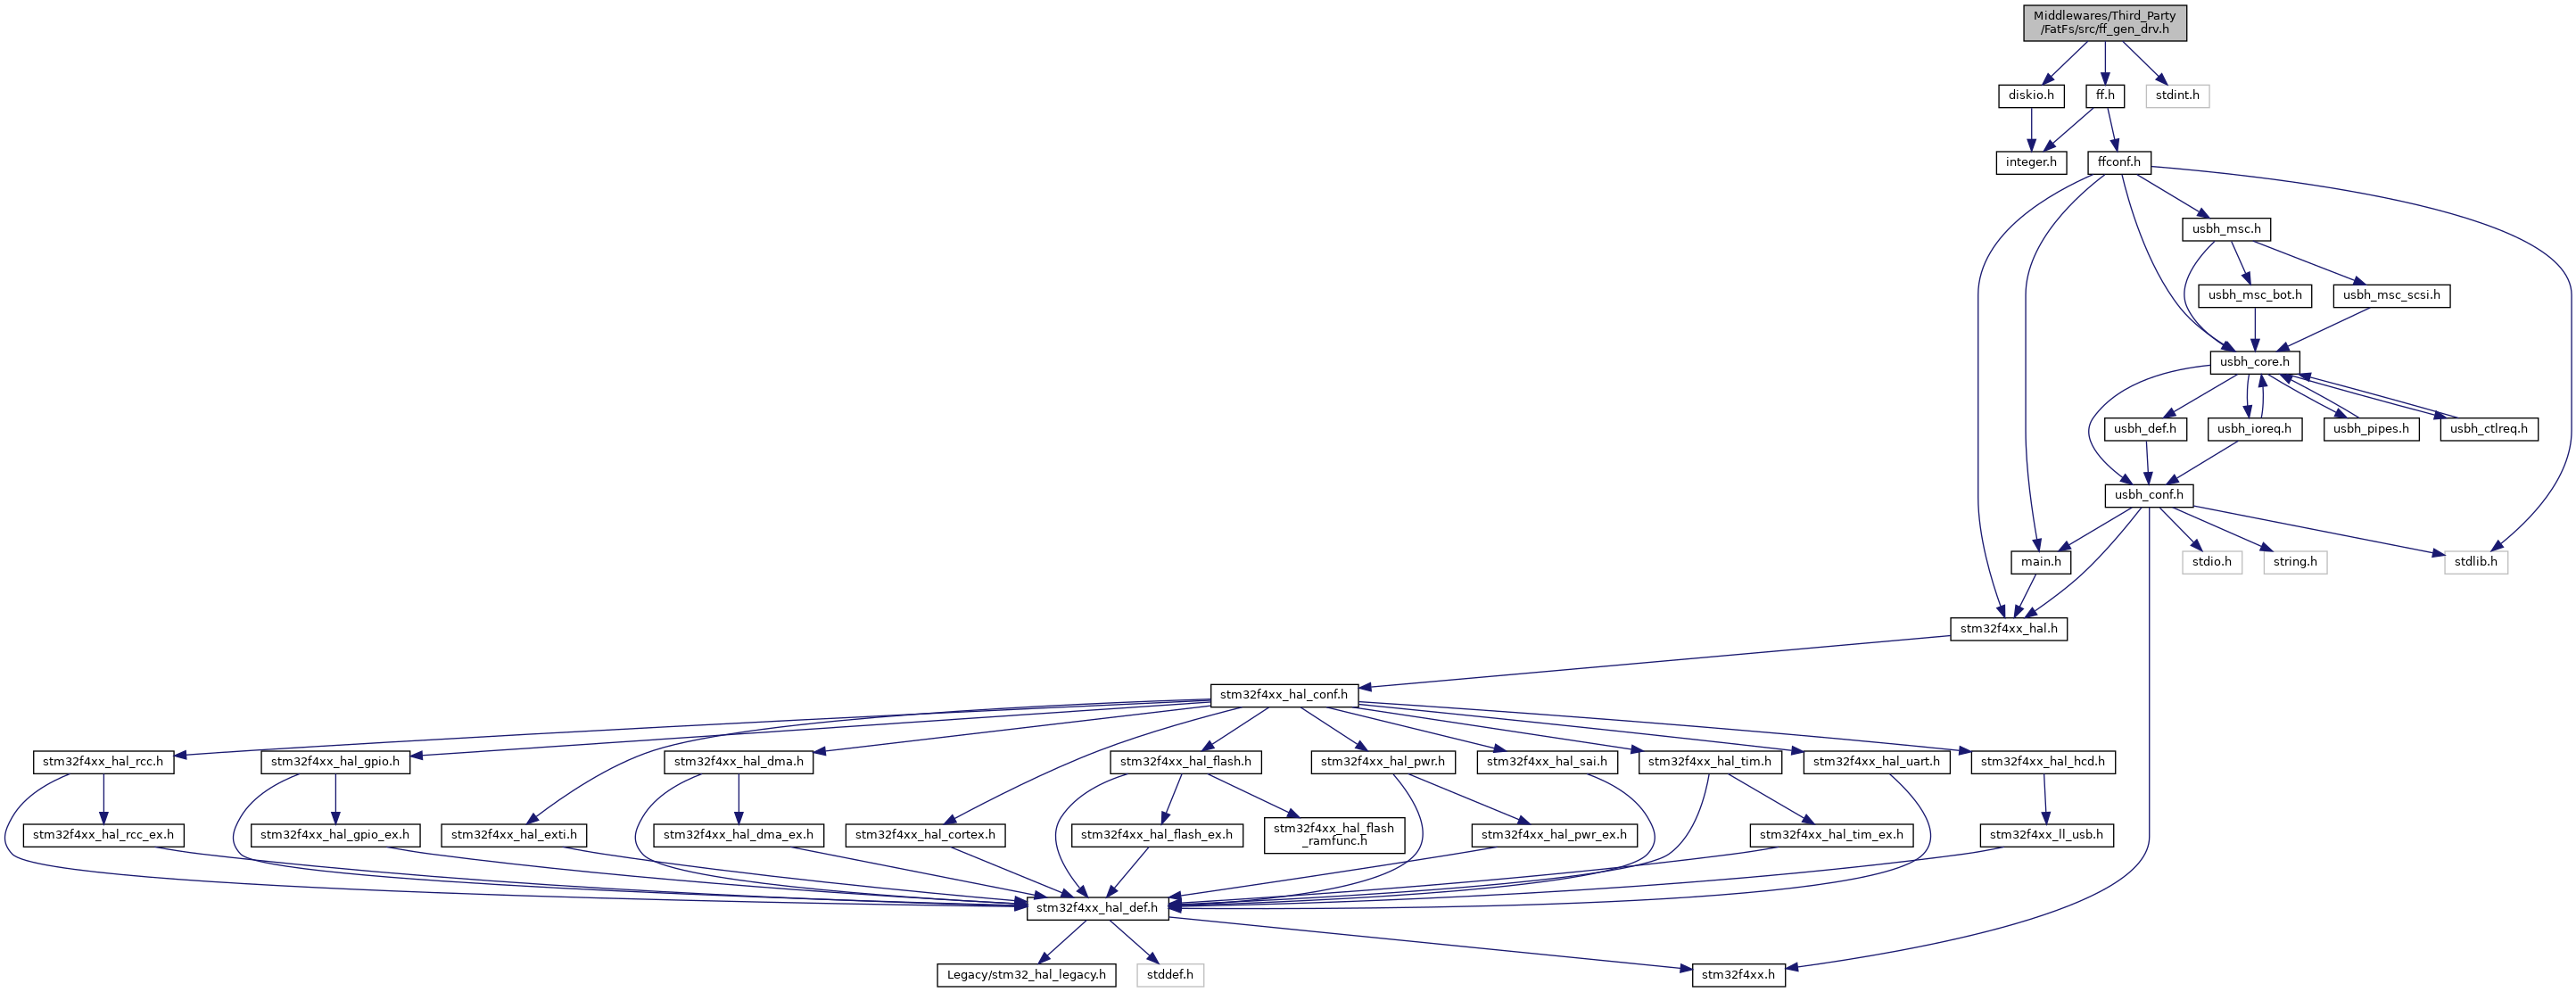 Middlewares/Third_Party
/FatFs/src/ff_gen_drv.h
diskio.h
ff.h
stdint.h
integer.h
ffconf.h
usbh_msc.h
usbh_msc_bot.h
usbh_msc_scsi.h
usbh_core.h
usbh_def.h
usbh_ioreq.h
usbh_pipes.h
usbh_ctlreq.h
usbh_conf.h
main.h
stdio.h
string.h
stdlib.h
stm32f4xx_hal.h
stm32f4xx_hal_conf.h
stm32f4xx_hal_rcc.h
stm32f4xx_hal_gpio.h
stm32f4xx_hal_dma.h
stm32f4xx_hal_flash.h
stm32f4xx_hal_pwr.h
stm32f4xx_hal_sai.h
stm32f4xx_hal_tim.h
stm32f4xx_hal_uart.h
stm32f4xx_hal_hcd.h
stm32f4xx_hal_rcc_ex.h
stm32f4xx_hal_gpio_ex.h
stm32f4xx_hal_exti.h
stm32f4xx_hal_dma_ex.h
stm32f4xx_hal_cortex.h
stm32f4xx_hal_flash_ex.h
stm32f4xx_hal_flash
_ramfunc.h
stm32f4xx_hal_pwr_ex.h
stm32f4xx_hal_tim_ex.h
stm32f4xx_ll_usb.h
stm32f4xx_hal_def.h
Legacy/stm32_hal_legacy.h
stddef.h
stm32f4xx.h